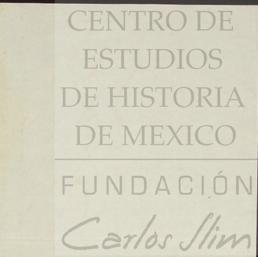 CENTRO DE
ESTUDIOS
DE HISTORIA
DE MEXICO
FUNDACIÓN
Carlos Slim